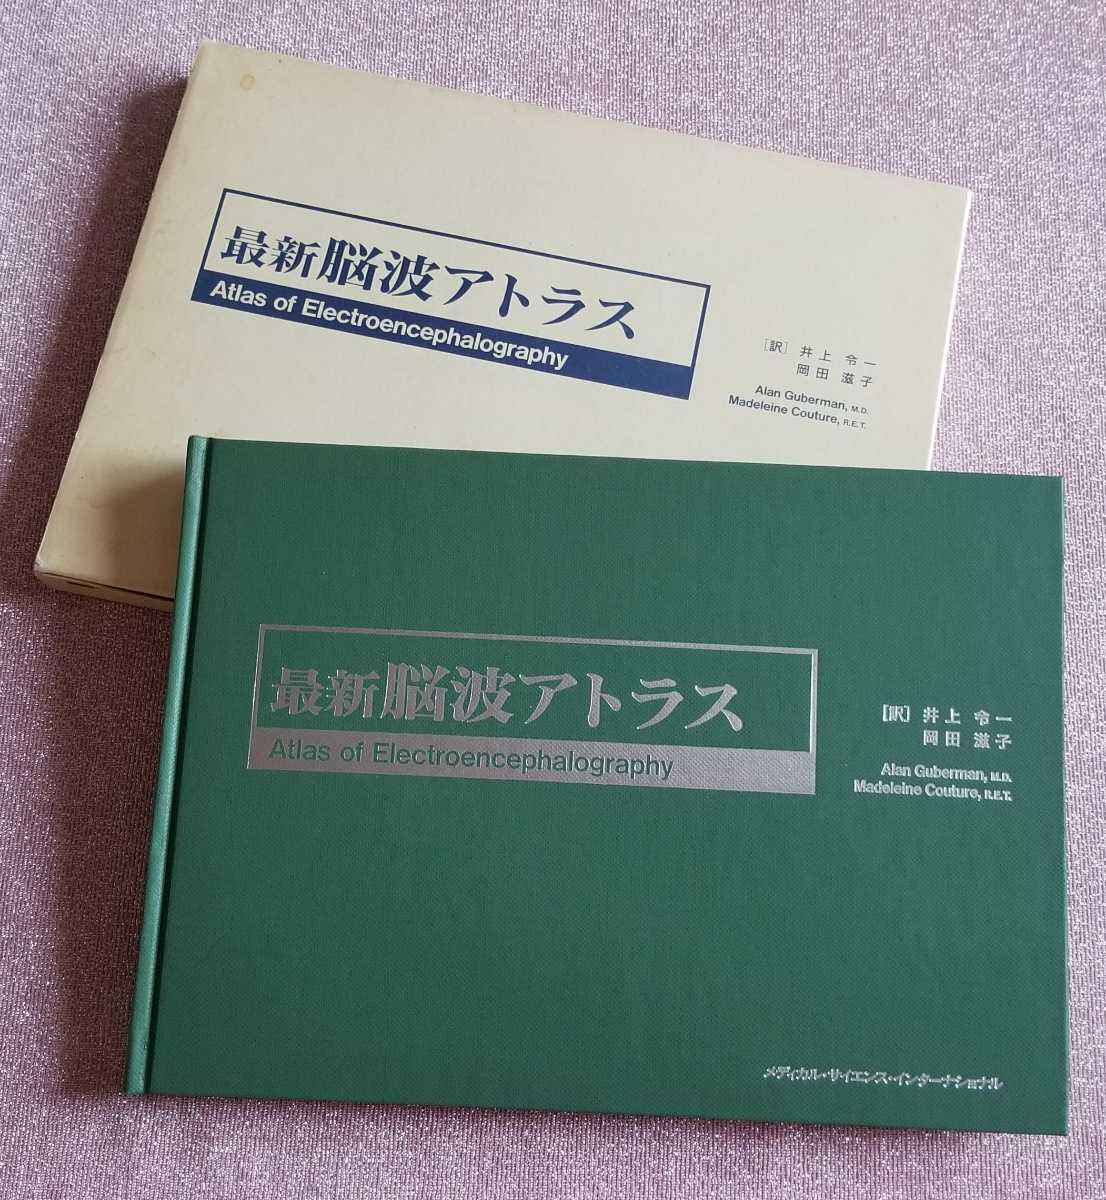 最新脳波アトラス
Atlas of Electroencephalography
[訳] 井上 令一
岡田 滋子
Alan Guberman, M.D.
Madeleine Couture, R.E.T.
最新脳波アトラス
Atlas of Electroencephalography
[訳] 井上 令一
岡田 滋子
Alan Guberman, M.D.
Madeleine Couture, R.E.T.
メディカル・サイエンス・インターナショナル